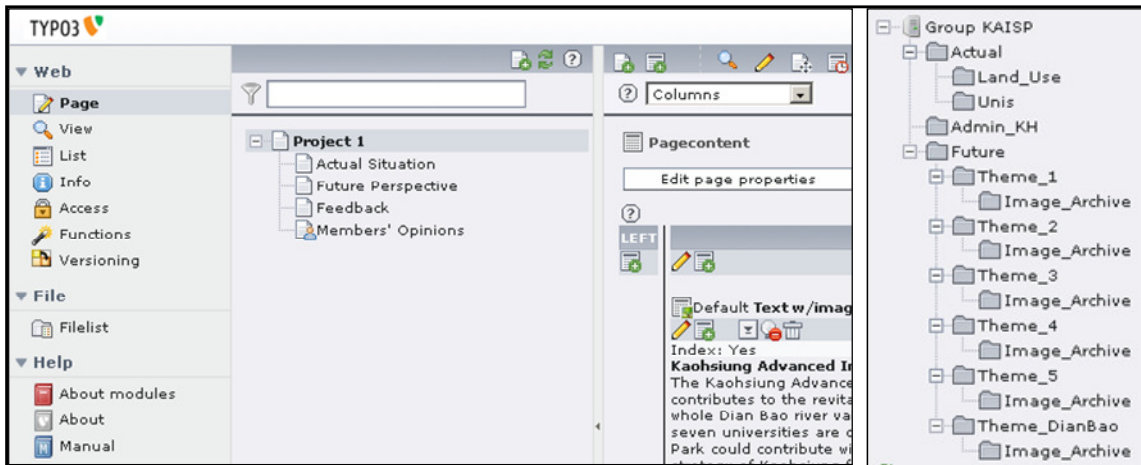 TYPO3
Web
Page
View
List
Info
Access
Functions
Versioning
File
Filelist
Help
About modules
About
Manual
Project 1
Actual Situation
Future Perspective
Feedback
Members' Opinions
Columns
Pagecontent
Edit page properties
LEFT
Default Text w/imag
Index: Yes
Kaohsiung Advanced Ir
The Kaohsiung Advance
contributes to the revita
whole Dian Bao river va
seven universities are
Park could contribute wi
Group KAISP
Actual
Land_Use
Unis
Admin_KH
Future
Theme_1
Image_Archive
Theme_2
Image_Archive
Theme_3
Image_Archive
Theme_4
Image_Archive
Theme_5
Image_Archive
Theme_DianBao
Image_Archive